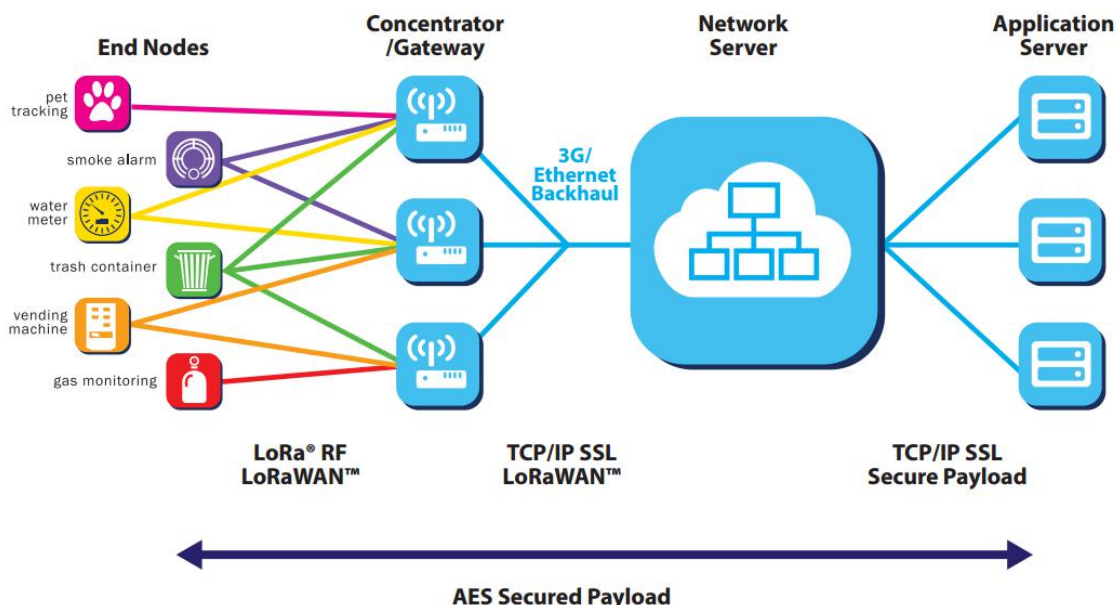 End Nodes
Concentrator
/Gateway
Network
Server
Application
Server
pet
tracking
smoke alarm
water
meter
trash container
vending
machine
gas monitoring
3G/
Ethernet
Backhaul
LoRa® RF
LoRaWAN™
TCP/IP SSL
LoRaWAN™
TCP/IP SSL
Secure Payload
AES Secured Payload